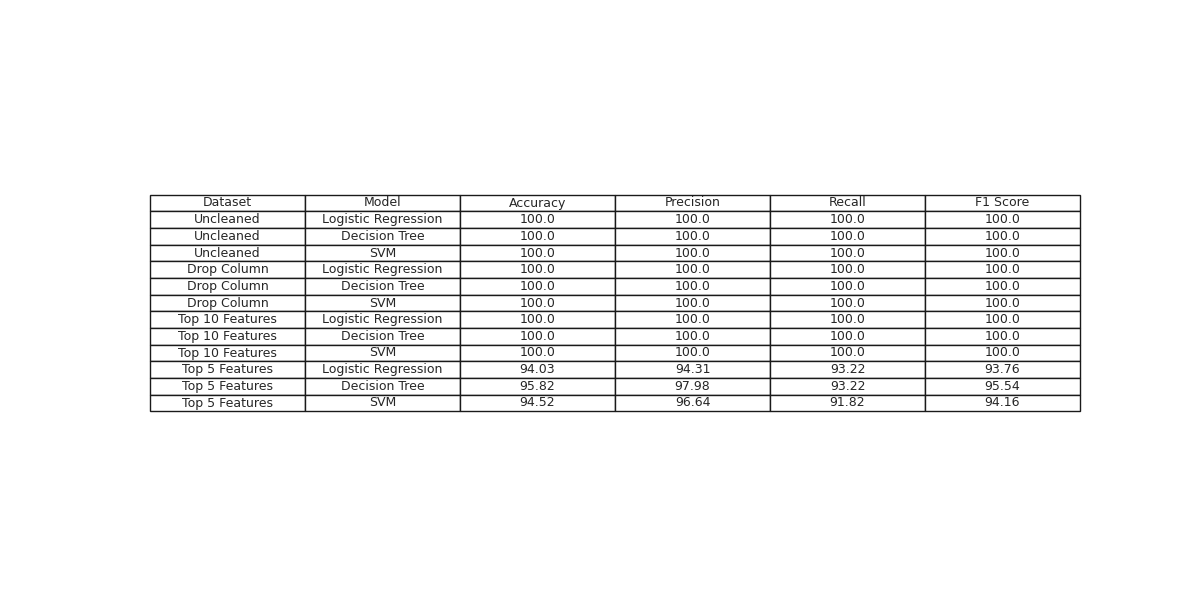 Dataset Model Accuracy Precision Recall F1 Score
Uncleaned Logistic Regression 100.0 100.0 100.0 100.0
Uncleaned Decision Tree 100.0 100.0 100.0 100.0
Uncleaned SVM 100.0 100.0 100.0 100.0
Drop Column Logistic Regression 100.0 100.0 100.0 100.0
Drop Column Decision Tree 100.0 100.0 100.0 100.0
Drop Column SVM 100.0 100.0 100.0 100.0
Top 10 Features Logistic Regression 100.0 100.0 100.0 100.0
Top 10 Features Decision Tree 100.0 100.0 100.0 100.0
Top 10 Features SVM 100.0 100.0 100.0 100.0
Top 5 Features Logistic Regression 94.03 94.31 93.22 93.76
Top 5 Features Decision Tree 95.82 97.98 93.22 95.54
Top 5 Features SVM 94.52 96.64 91.82 94.16